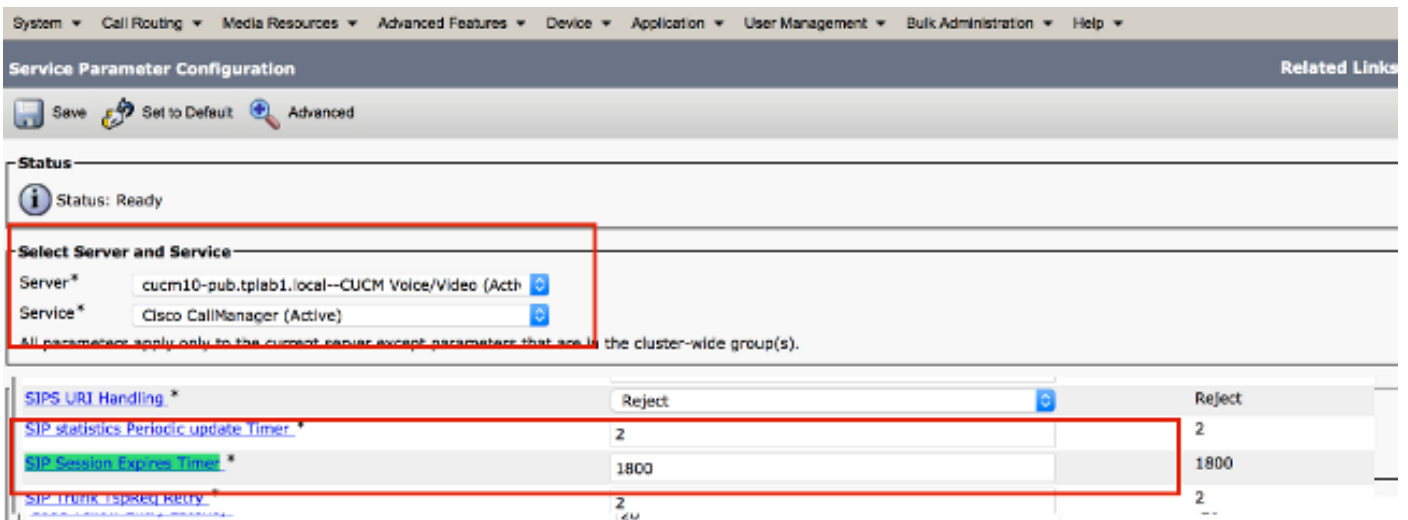 System Call Routing Media Resources Advanced Features Device Application User Management Bulk Administration Help
Service Parameter Configuration Related Links
Save Set to Default Advanced
Status
Status: Ready
Select Server and Service
Server* cucm10-pub.tplab1.local--CUCM Voice/Video (Activ
Service* Cisco CallManager (Active)
All parameters apply only to the current server except parameters that are in the cluster-wide group(s).
SIPS URI Handling * Reject Reject
SIP statistics Periodic update Timer * 2 2
SIP Session Expires Timer * 1800 1800
SIP Trunk TspReq Retry * 2 2